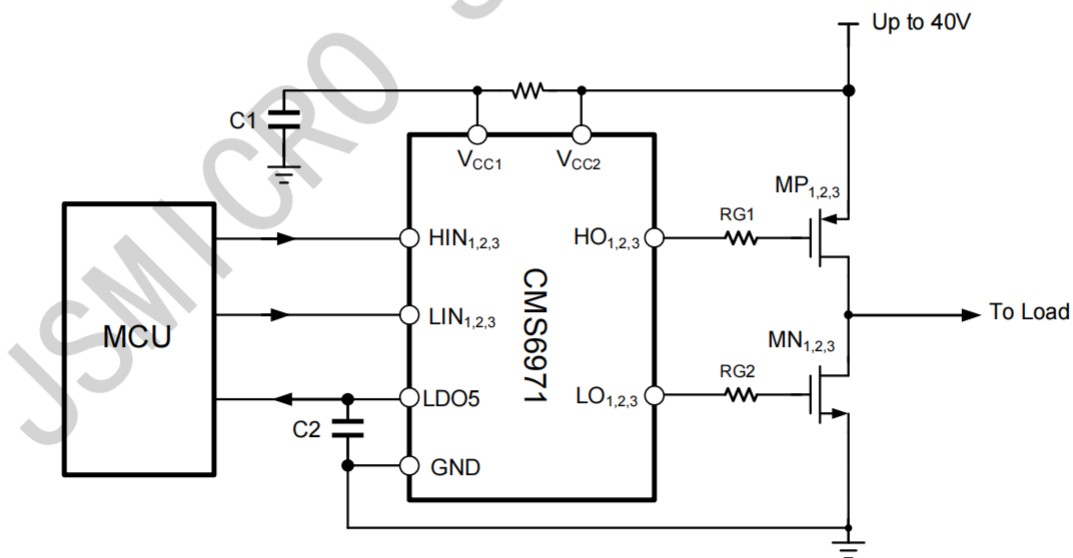 Up to 40V
C1
VCC1
VCC2
MP1,2,3
RG1
HIN1,2,3
HO1,2,3
JSMICRO
CMS6971
To Load
LIN1,2,3
MCU
MN1,2,3
RG2
LDO5
LO1,2,3
C2
GND